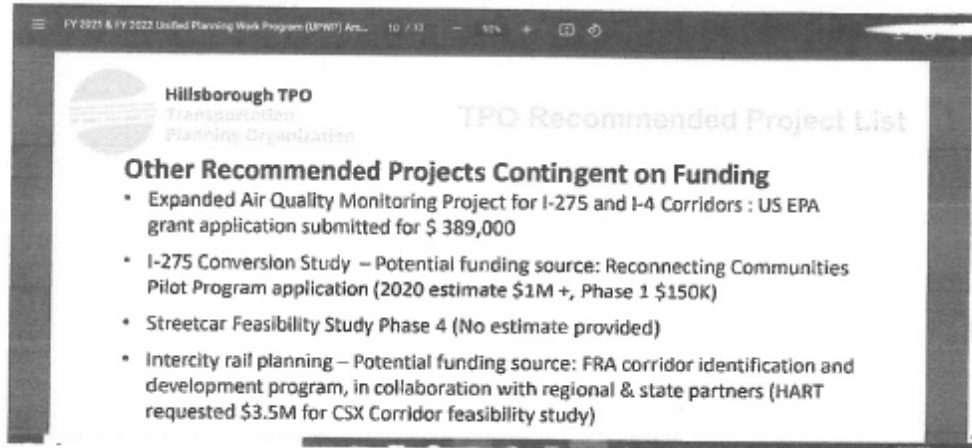 FY 2021 & FY 2022 Unified Planning Work Program (UPWP) Am... 10 / 13 — 90% +
Hillsborough TPO
Transportation
Planning Organization
TPO Recommended Project List
Other Recommended Projects Contingent on Funding
• Expanded Air Quality Monitoring Project for I-275 and I-4 Corridors : US EPA
grant application submitted for $ 389,000
• I-275 Conversion Study – Potential funding source: Reconnecting Communities
Pilot Program application (2020 estimate $1M +, Phase 1 $150K)
• Streetcar Feasibility Study Phase 4 (No estimate provided)
• Intercity rail planning – Potential funding source: FRA corridor identification and
development program, in collaboration with regional & state partners (HART
requested $3.5M for CSX Corridor feasibility study)